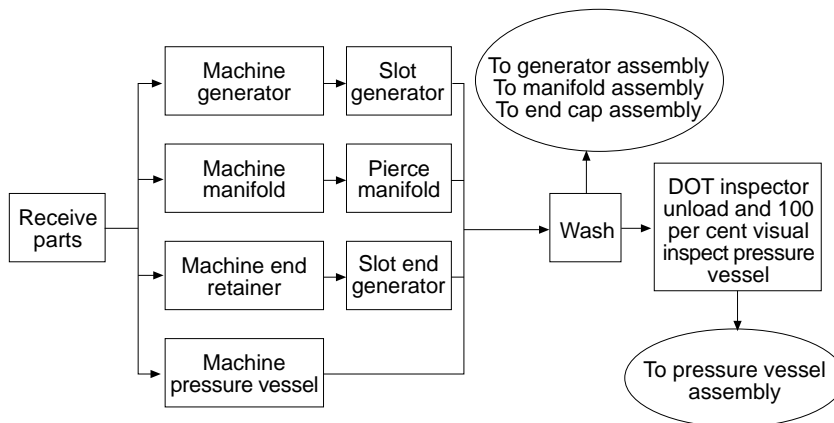 Receive
parts
Machine
generator
Slot
generator
Machine
manifold
Pierce
manifold
Machine end
retainer
Slot end
generator
Machine
pressure vessel
Wash
To generator assembly
To manifold assembly
To end cap assembly
DOT inspector
unload and 100
per cent visual
inspect pressure
vessel
To pressure vessel
assembly